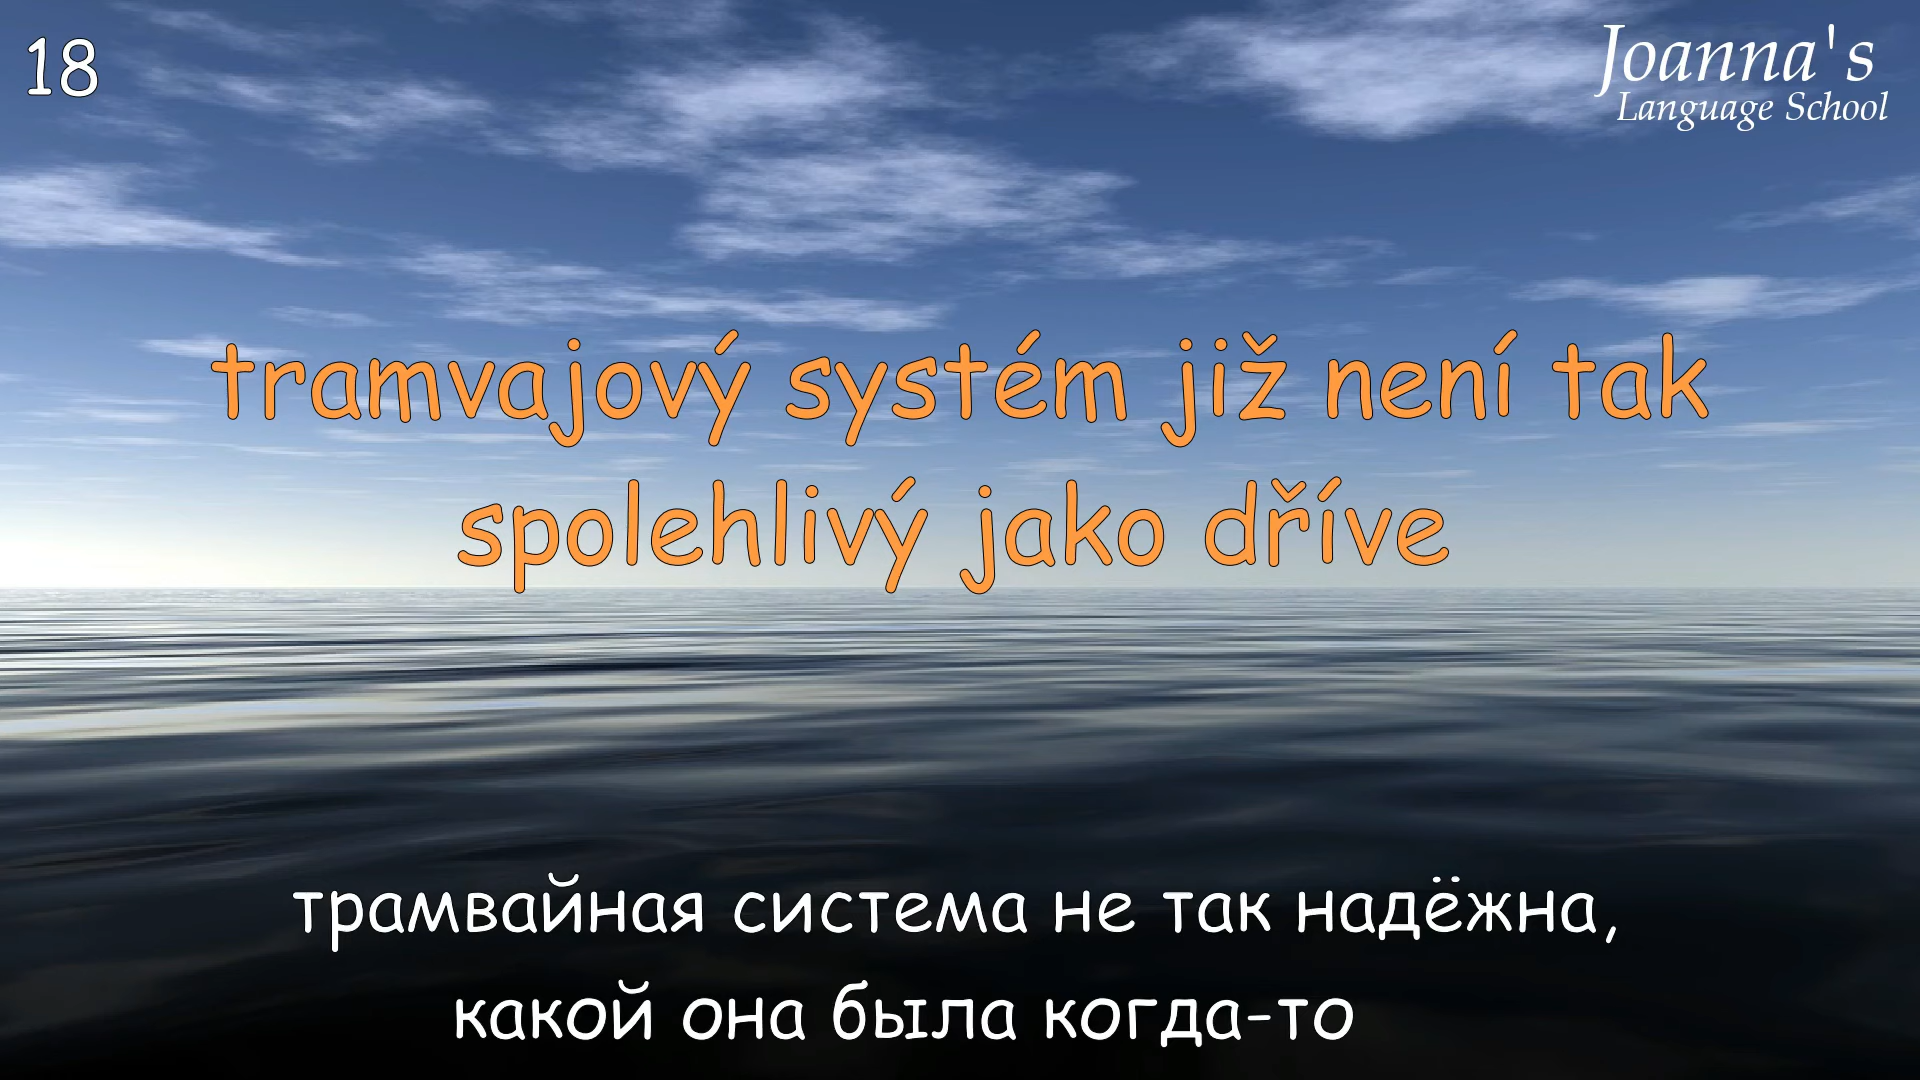 18
Joanna's
Language School
tramvajový systém již není tak
spolehlivý jako dříve
трамвайная система не так надёжна,
какой она была когда-то